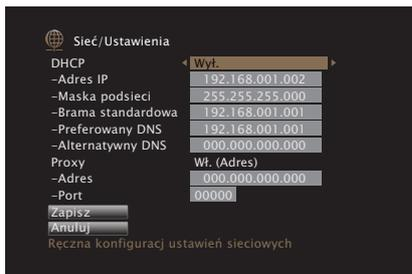 Sieć/Ustawienia
DHCP Wył.
–Adres IP 192.168.001.002
–Maska podsieci 255.255.255.000
–Brama standardowa 192.168.001.001
–Preferowany DNS 192.168.001.001
–Alternatywny DNS 000.000.000.000
Proxy Wł. (Adres)
–Adres 000.000.000.000
–Port 00000
Zapisz
Anuluj
Ręczna konfiguracj ustawień sieciowych